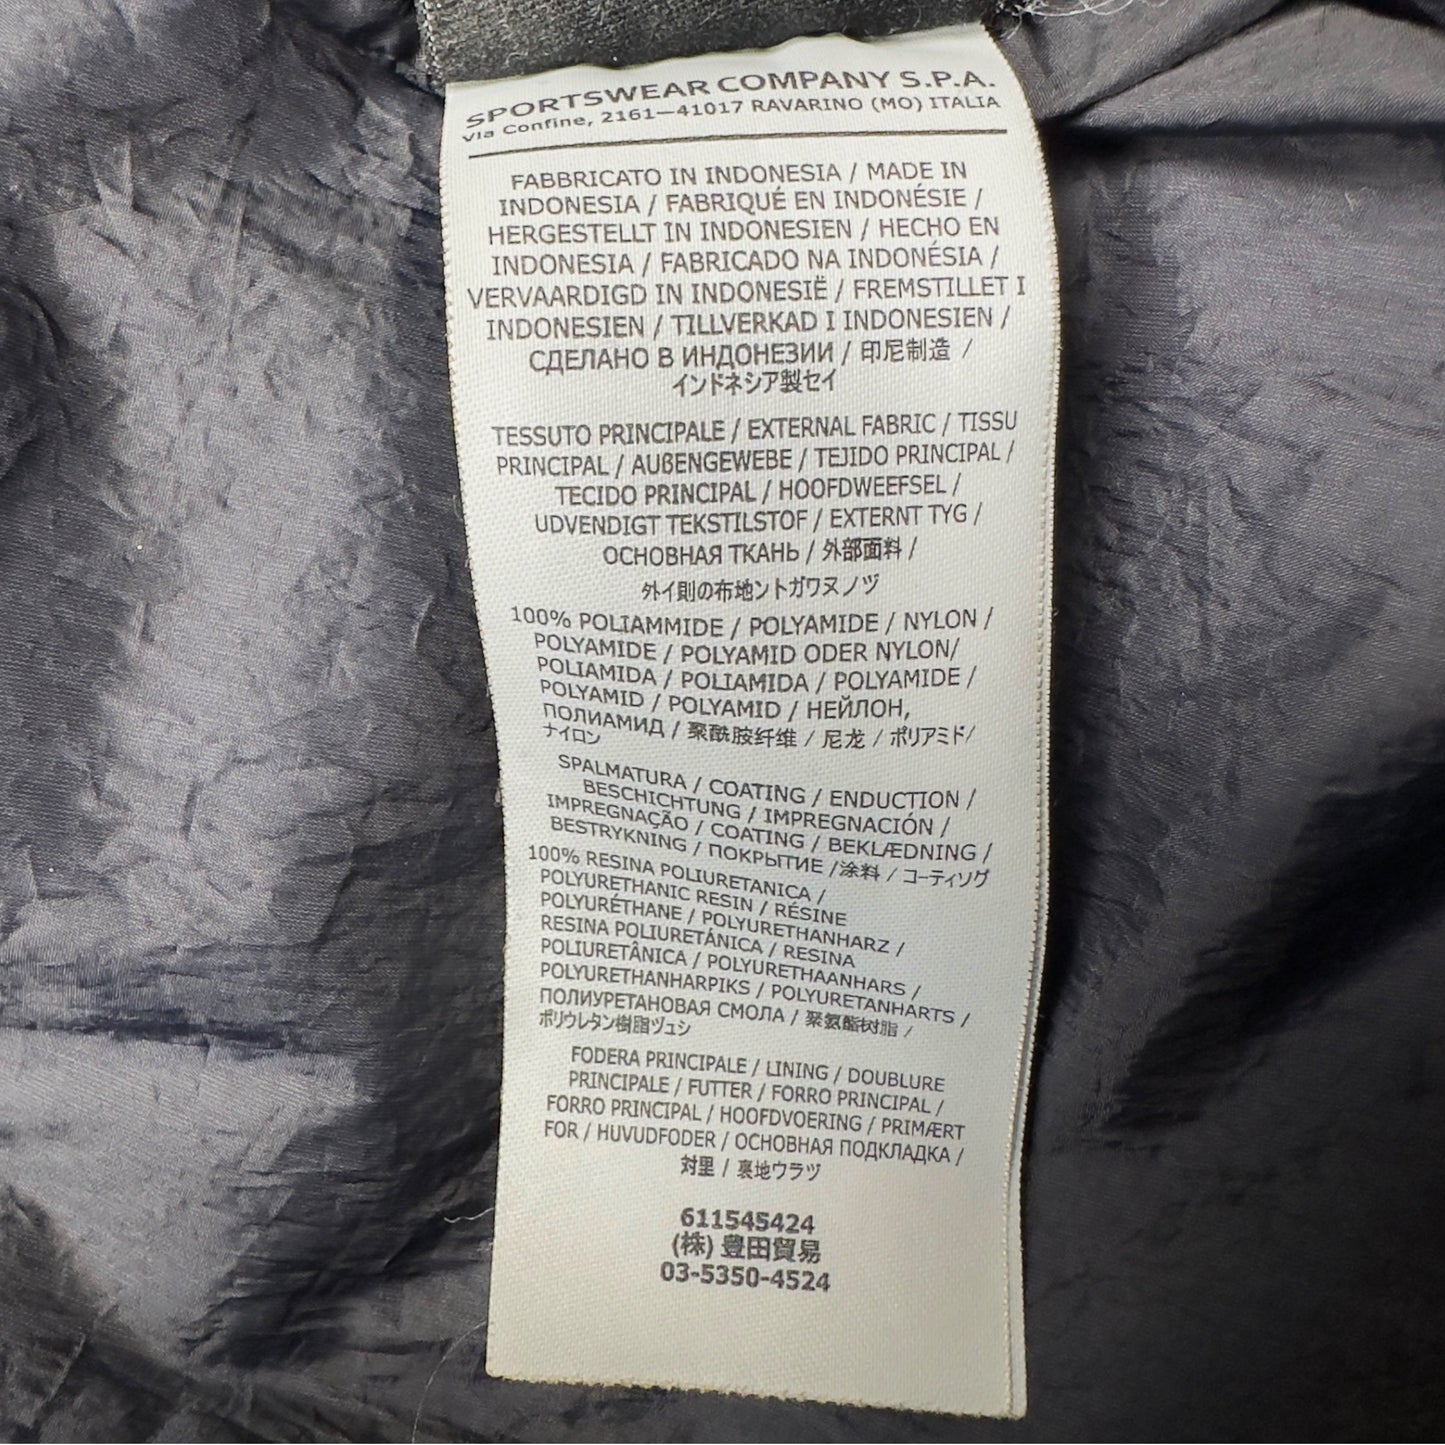 SPORTSWEAR COMPANY S.P.A.
Via Confine, 2161—41017 RAVARINO (MO) ITALIA
FABBRICATO IN INDONESIA / MADE IN
INDONESIA / FABRIQUÉ EN INDONÉSIE /
HERGESTELLT IN INDONESIEN / HECHO EN
INDONESIA / FABRICADO NA INDONÉSIA /
VERVAARDIGD IN INDONESIË / FREMSTILLET I
INDONESIEN / TILLVERKAD I INDONESIEN /
СДЕЛАНО В ИНДОНЕЗИИ / 印尼制造 /
インドネシア製セイ
TESSUTO PRINCIPALE / EXTERNAL FABRIC / TISSU
PRINCIPAL / AUßENGEWEBE / TEJIDO PRINCIPAL /
TECIDO PRINCIPAL / HOOFDWEEFSEL /
UDVENDIGT TEKSTILSTOF / EXTERNT TYG /
ОСНОВНАЯ ТКАНЬ / 外部面料 /
外イ則の布地ントガワヌノヅ
100% POLIAMMIDE / POLYAMIDE / NYLON /
POLYAMIDE / POLYAMID ODER NYLON/
POLIAMIDA / POLIAMIDA / POLYAMIDE /
POLYAMID / POLYAMID / НЕЙЛОН,
ПОЛИАМИД / 聚酰胺纤维 / 尼龙 / ポリアミド/
ナイロン
SPALMATURA / COATING / ENDUCTION /
BESCHICHTUNG / IMPREGNACIÓN /
IMPREGNAÇÃO / COATING / BEKLÆDNING /
BESTRYKNING / ПОКРЫТИЕ /涂料 / コーティソグ
100% RESINA POLIURETANICA /
POLYURETHANIC RESIN / RÉSINE
POLYURÉTHANE / POLYURETHANHARZ /
RESINA POLIURETÁNICA / RESINA
POLIURETÂNICA / POLYURETHAANHARS /
POLYURETHANHARPIKS / POLYURETANHARTS /
ПОЛИУРЕТАНОВАЯ СМОЛА / 聚氨酯树脂 /
ポリウレタン樹脂ヅュシ
FODERA PRINCIPALE / LINING / DOUBLURE
PRINCIPALE / FUTTER / FORRO PRINCIPAL /
FORRO PRINCIPAL / HOOFDVOERING / PRIMÆRT
FOR / HUVUDFODER / ОСНОВНАЯ ПОДКЛАДКА /
対里 / 裏地ウラヅ
611545424
(株) 豊田貿易
03-5350-4524